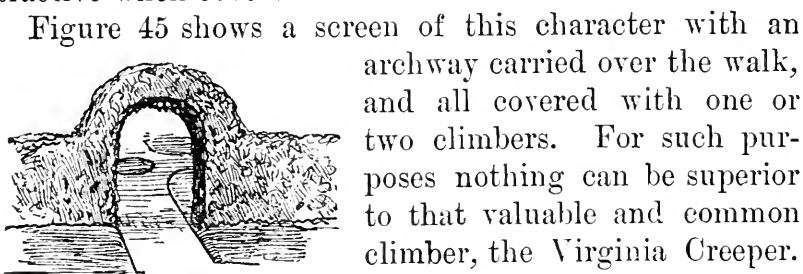 Figure 45 shows a screen of this character with an
archway carried over the walk,
and all covered with one or
two climbers. For such pur-
poses nothing can be superior
to that valuable and common
climber, the Virginia Creeper.